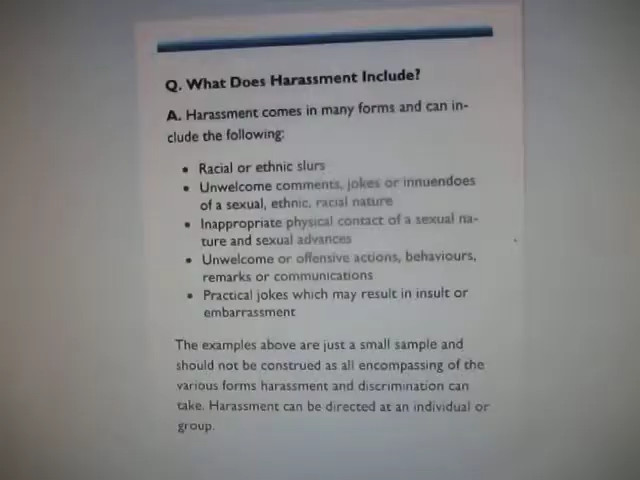 Q. What Does Harassment Include?
A. Harassment comes in many forms and can in-
clude the following:
• Racial or ethnic slurs
• Unwelcome comments, jokes or innuendoes
of a sexual, ethnic, racial nature
• Inappropriate physical contact of a sexual na-
ture and sexual advances
• Unwelcome or offensive actions, behaviours,
remarks or communications
• Practical jokes which may result in insult or
embarrassment
The examples above are just a small sample and
should not be construed as all encompassing of the
various forms harassment and discrimination can
take. Harassment can be directed at an individual or
group.